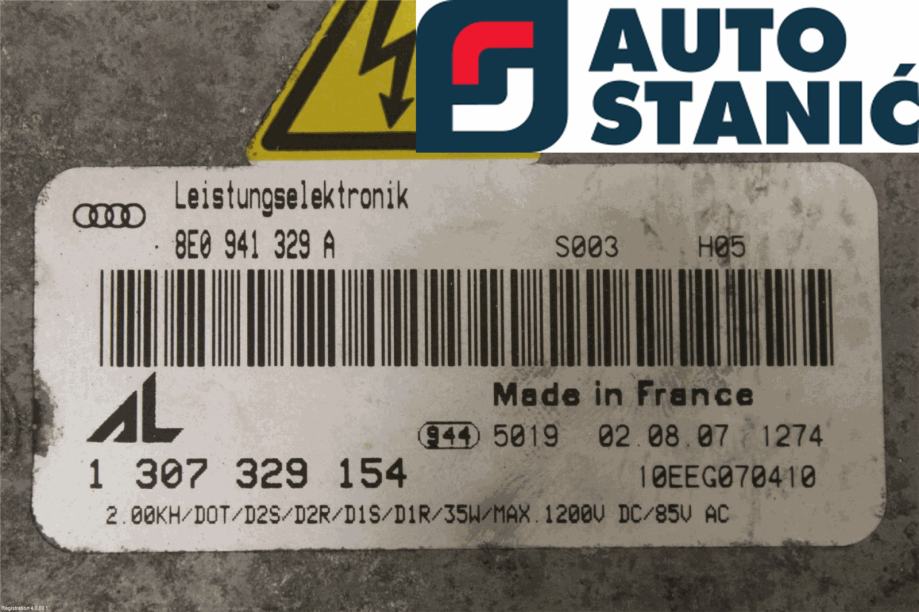 AUTO
STANIĆ
Leistungselektronik
8E0 941 329 A S003 H05
AL
Made in France
944 5019 02.08.07 1274
1 307 329 154 10EEG070410
2.00KH/DOT/D2S/D2R/D1S/D1R/35W/MAX.1200V DC/85V AC